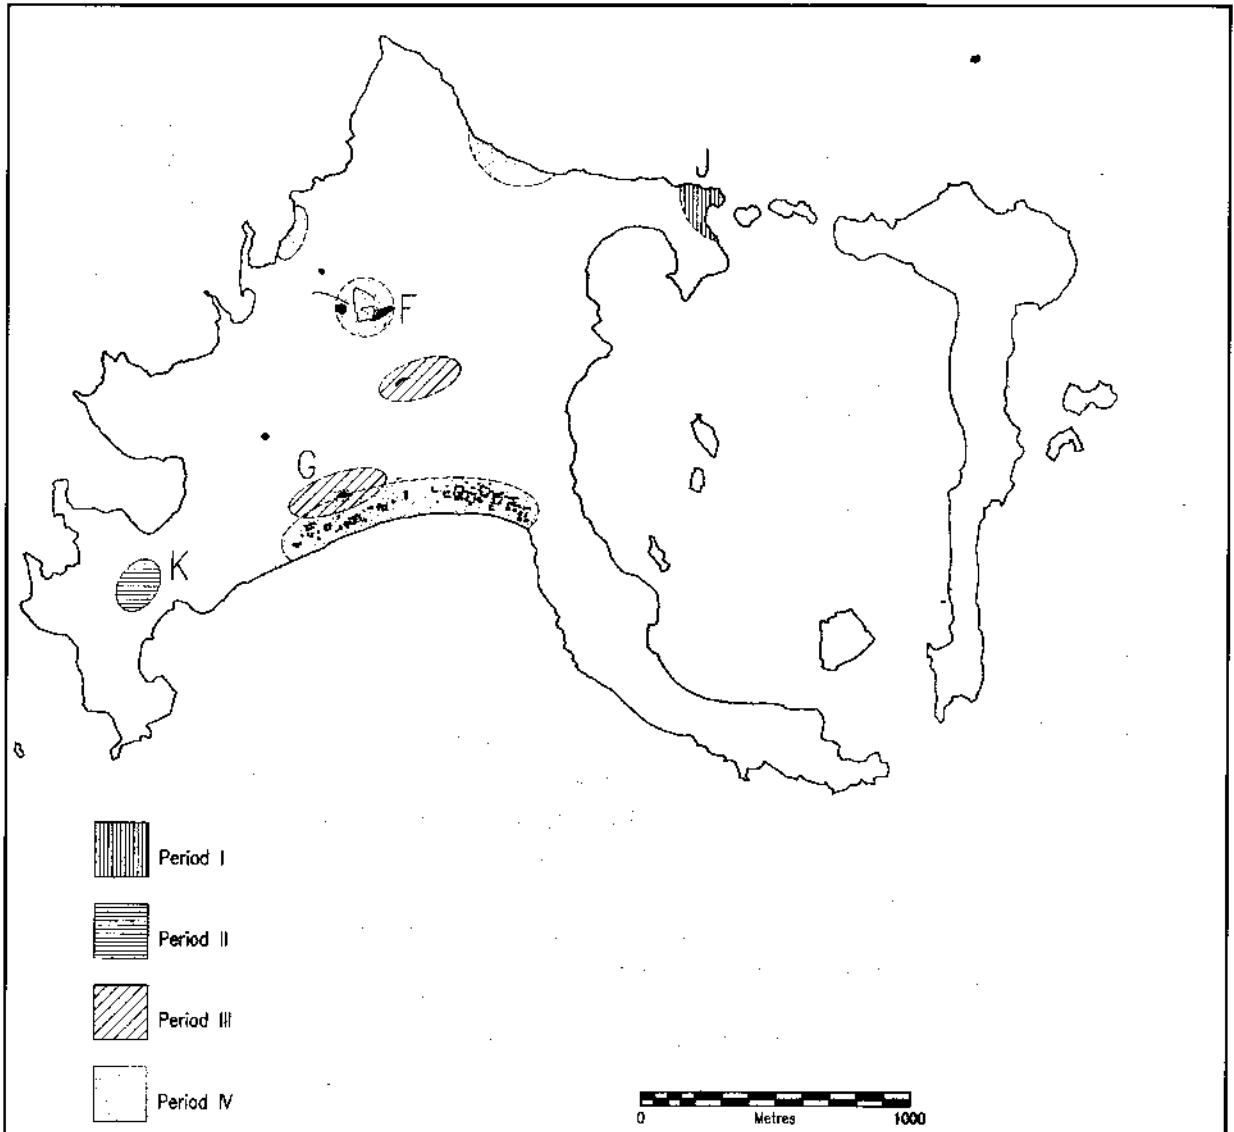 J
F
G
K
Period I
Period II
Period III
Period IV
0 Metres 1000